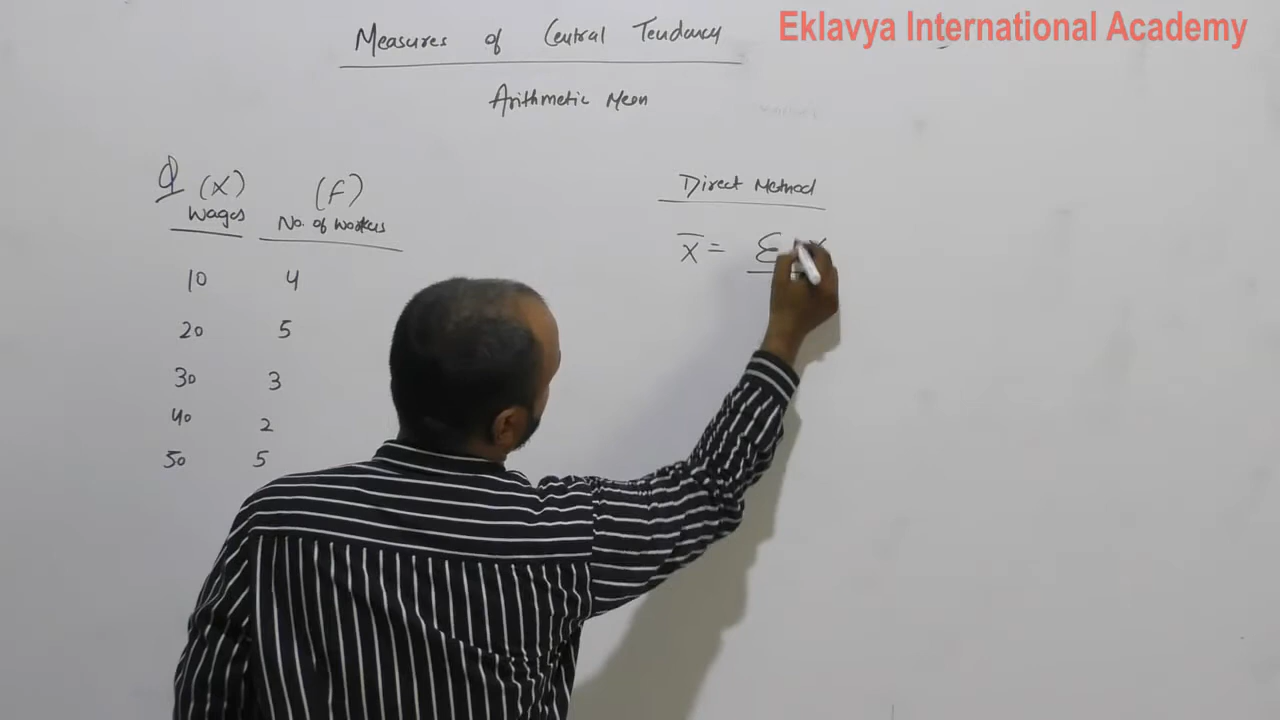 Eklavya International Academy
Measures of Central Tendancy
Arithmetic Mean
Q (X) (F)
Wages No. of Workers
10 4
20 5
30 3
40 2
50 5
Direct Method
X̄ = Σ X